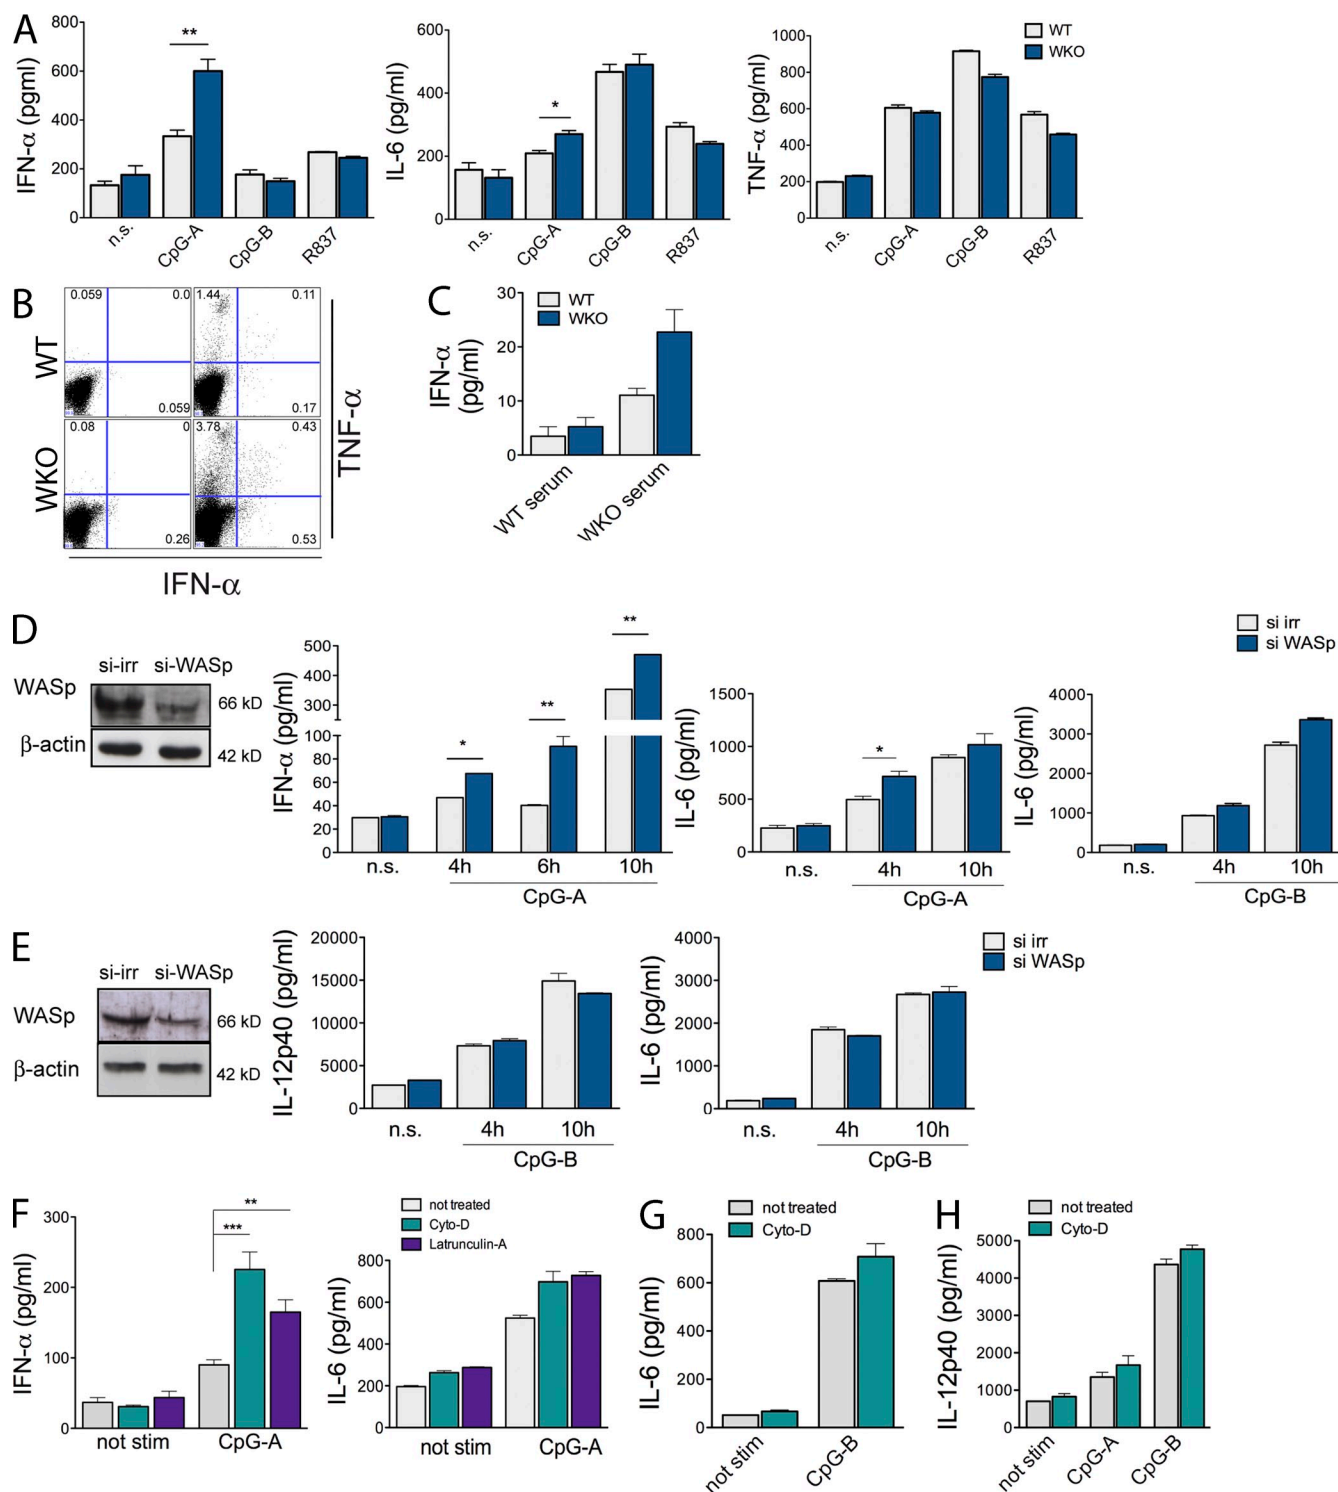 A
IFN-α (pgml)
800
600
400
200
0
**
n.s.
CpG-A
CpG-B
R837
IL-6 (pg/ml)
600
400
200
0
*
n.s.
CpG-A
CpG-B
R837
TNF-α (pg/ml)
1000
800
600
400
200
0
n.s.
CpG-A
CpG-B
R837
WT
WKO
B
WT
WKO
0.059
0.0
0.059
1.44
0.11
0.17
0.08
0
0.26
3.78
0.43
0.53
TNF-α
IFN-α
C
IFN-α
(pg/ml)
30
20
10
0
WT
WKO
WT serum
WKO serum
D
si-irr si-WASp
WASp
66 kD
β-actin
42 kD
IFN-α (pg/ml)
500
400
300
100
80
60
40
20
0
*
**
**
n.s.
4h
6h
10h
CpG-A
IL-6 (pg/ml)
1500
1000
500
0
*
n.s.
4h
10h
CpG-A
IL-6 (pg/ml)
4000
3000
2000
1000
0
n.s.
4h
10h
CpG-B
si irr
si WASp
E
si-irr si-WASp
WASp
66 kD
β-actin
42 kD
IL-12p40 (pg/ml)
20000
15000
10000
5000
0
n.s.
4h
10h
CpG-B
IL-6 (pg/ml)
4000
3000
2000
1000
0
n.s.
4h
10h
CpG-B
si irr
si WASp
F
IFN-α (pg/ml)
300
200
100
0
**
***
not stim
CpG-A
not treated
Cyto-D
Latrunculin-A
IL-6 (pg/ml)
800
600
400
200
0
not stim
CpG-A
G
not treated
Cyto-D
IL-6 (pg/ml)
800
600
400
200
0
not stim
CpG-B
H
not treated
Cyto-D
IL-12p40 (pg/ml)
5000
4000
3000
2000
1000
0
not stim
CpG-A
CpG-B